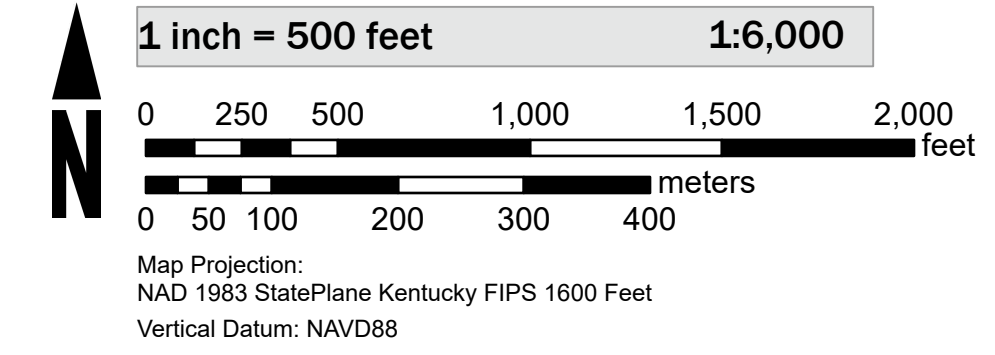 N
1 inch = 500 feet 1:6,000
0 250 500 1,000 1,500 2,000
feet
meters
0 50 100 200 300 400
Map Projection:
NAD 1983 StatePlane Kentucky FIPS 1600 Feet
Vertical Datum: NAVD88